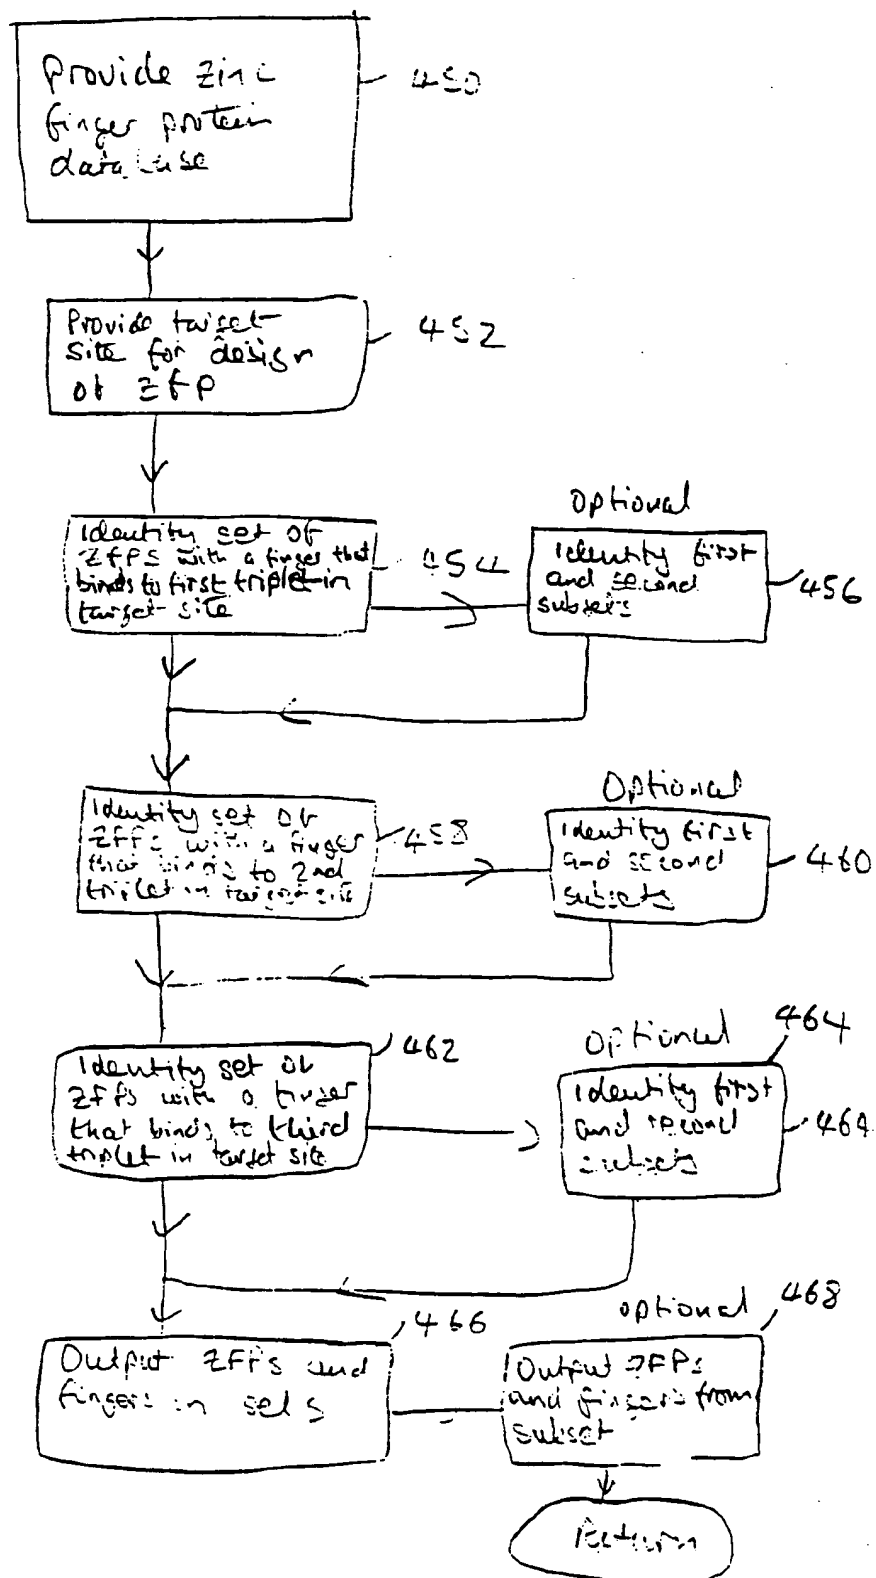 Provide zinc
finger protein
database
450
Provide target
site for design
of ZFP
452
Identify set of
ZFPS with a finger that
binds to first triplet in
target site
454
Optional
Identify first
and second
subsets
456
Identify set of
ZFPs with a finger
that binds to 2nd
triplet in target site
458
Optional
Identify first
and second
subsets
460
Identify set of
ZFPs with a finger
that binds to third
triplet in target site
462
Optional
464
Identify first
and second
subsets
464
Output ZFPs and
fingers in sets
466
optional
468
Output ZFPs
and fingers from
subset
Return